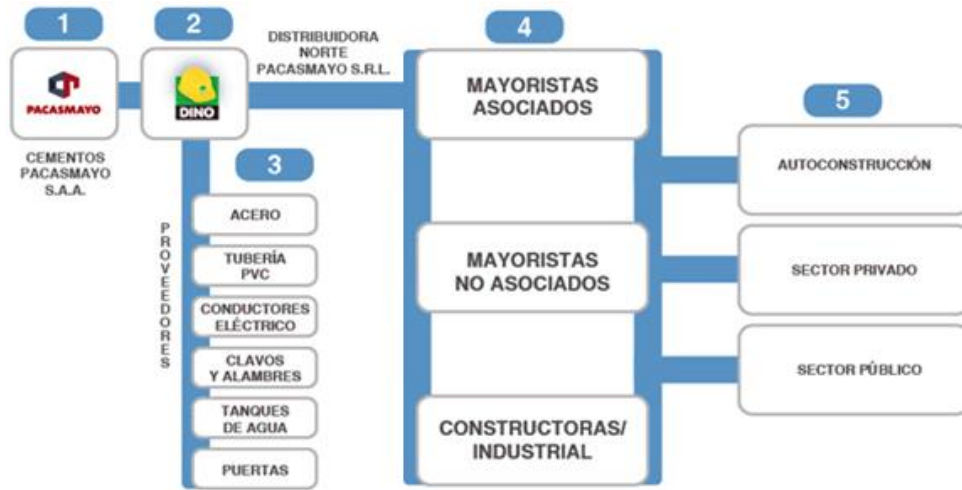 1
2
DISTRIBUIDORA
NORTE
PACASMAYO S.R.L.
4
PACASMAYO
DINO
MAYORISTAS
ASOCIADOS
5
CEMENTOS
PACASMAYO
S.A.A.
3
AUTOCONSTRUCCIÓN
PROVEEDORES
ACERO
TUBERÍA
PVC
MAYORISTAS
NO ASOCIADOS
SECTOR PRIVADO
CONDUCTORES
ELÉCTRICO
CLAVOS
Y ALAMBRES
SECTOR PÚBLICO
TANQUES
DE AGUA
CONSTRUCTORAS/
INDUSTRIAL
PUERTAS